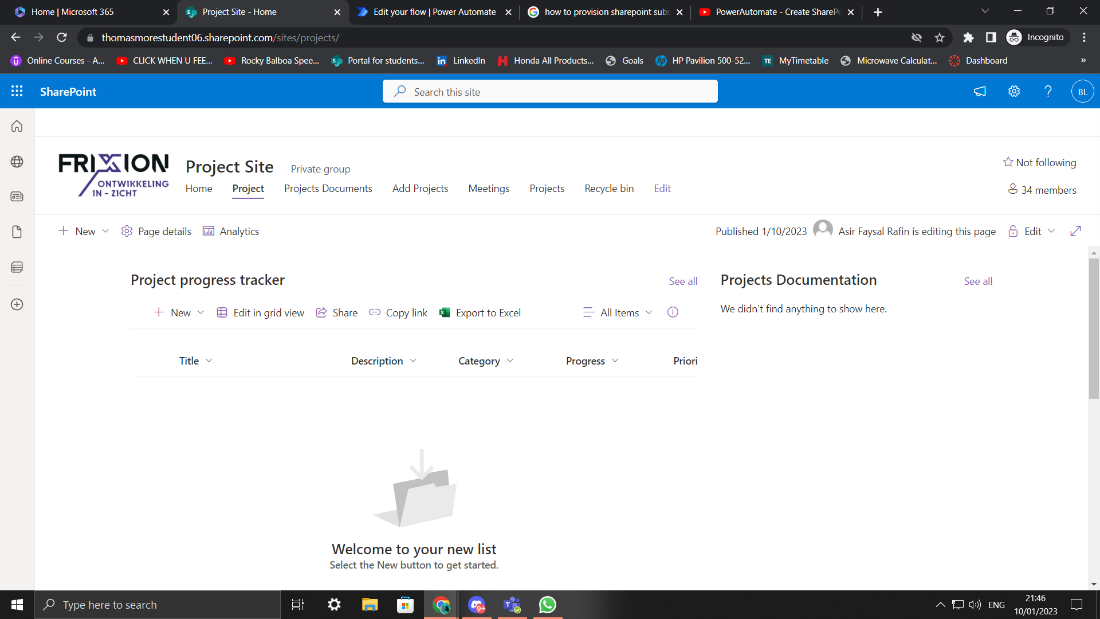 Home | Microsoft 365
Project Site - Home
Edit your flow | Power Automate
how to provision sharepoint subs
PowerAutomate - Create SharePo
thomasmorestudent06.sharepoint.com/sites/projects/
Incognito
Online Courses - A...
CLICK WHEN U FEE...
Rocky Balboa Spee...
Portal for students...
LinkedIn
Honda All Products...
Goals
HP Pavilion 500-52...
MyTimetable
Microwave Calculat...
Dashboard
»
SharePoint
Search this site
BL
FRIXION
ONTWIKKELING
IN - ZICHT
Project Site
Private group
Not following
Home
Project
Projects Documents
Add Projects
Meetings
Projects
Recycle bin
Edit
34 members
New
Page details
Analytics
Published 1/10/2023
Asir Faysal Rafin is editing this page
Edit
Project progress tracker
See all
Projects Documentation
See all
New
Edit in grid view
Share
Copy link
Export to Excel
All Items
We didn't find anything to show here.
Title
Description
Category
Progress
Priori
Welcome to your new list
Select the New button to get started.
Type here to search
9+
ENG
21:46
10/01/2023